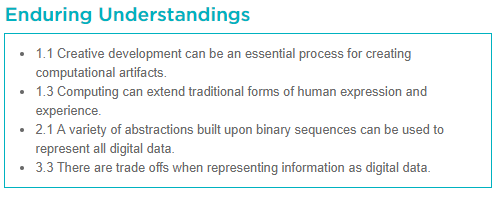 Enduring Understandings
• 1.1 Creative development can be an essential process for creating
computational artifacts.
• 1.3 Computing can extend traditional forms of human expression and
experience.
• 2.1 A variety of abstractions built upon binary sequences can be used to
represent all digital data.
• 3.3 There are trade offs when representing information as digital data.